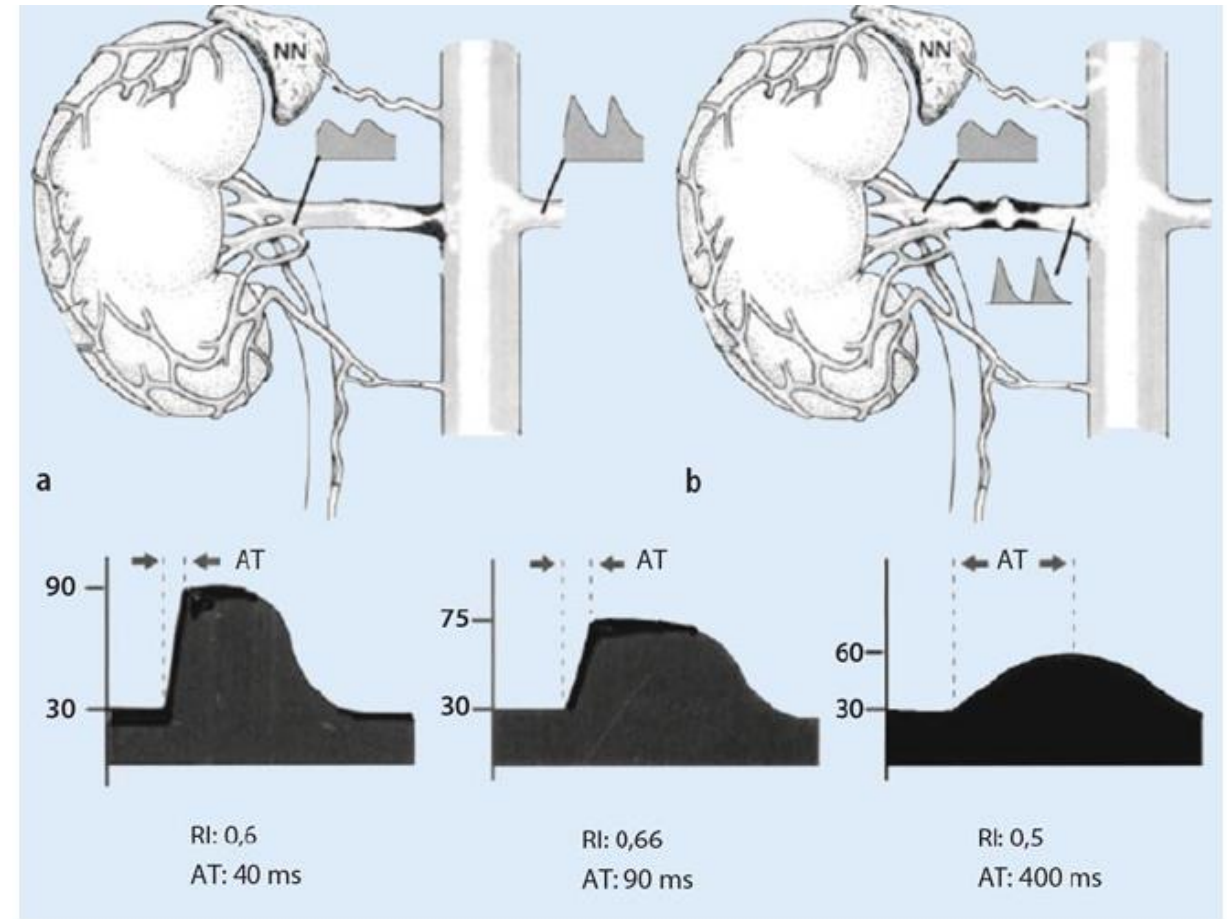 NN
NN
a
b
AT
90
30
RI: 0,6
AT: 40 ms
AT
75
30
RI: 0,66
AT: 90 ms
AT
60
30
RI: 0,5
AT: 400 ms